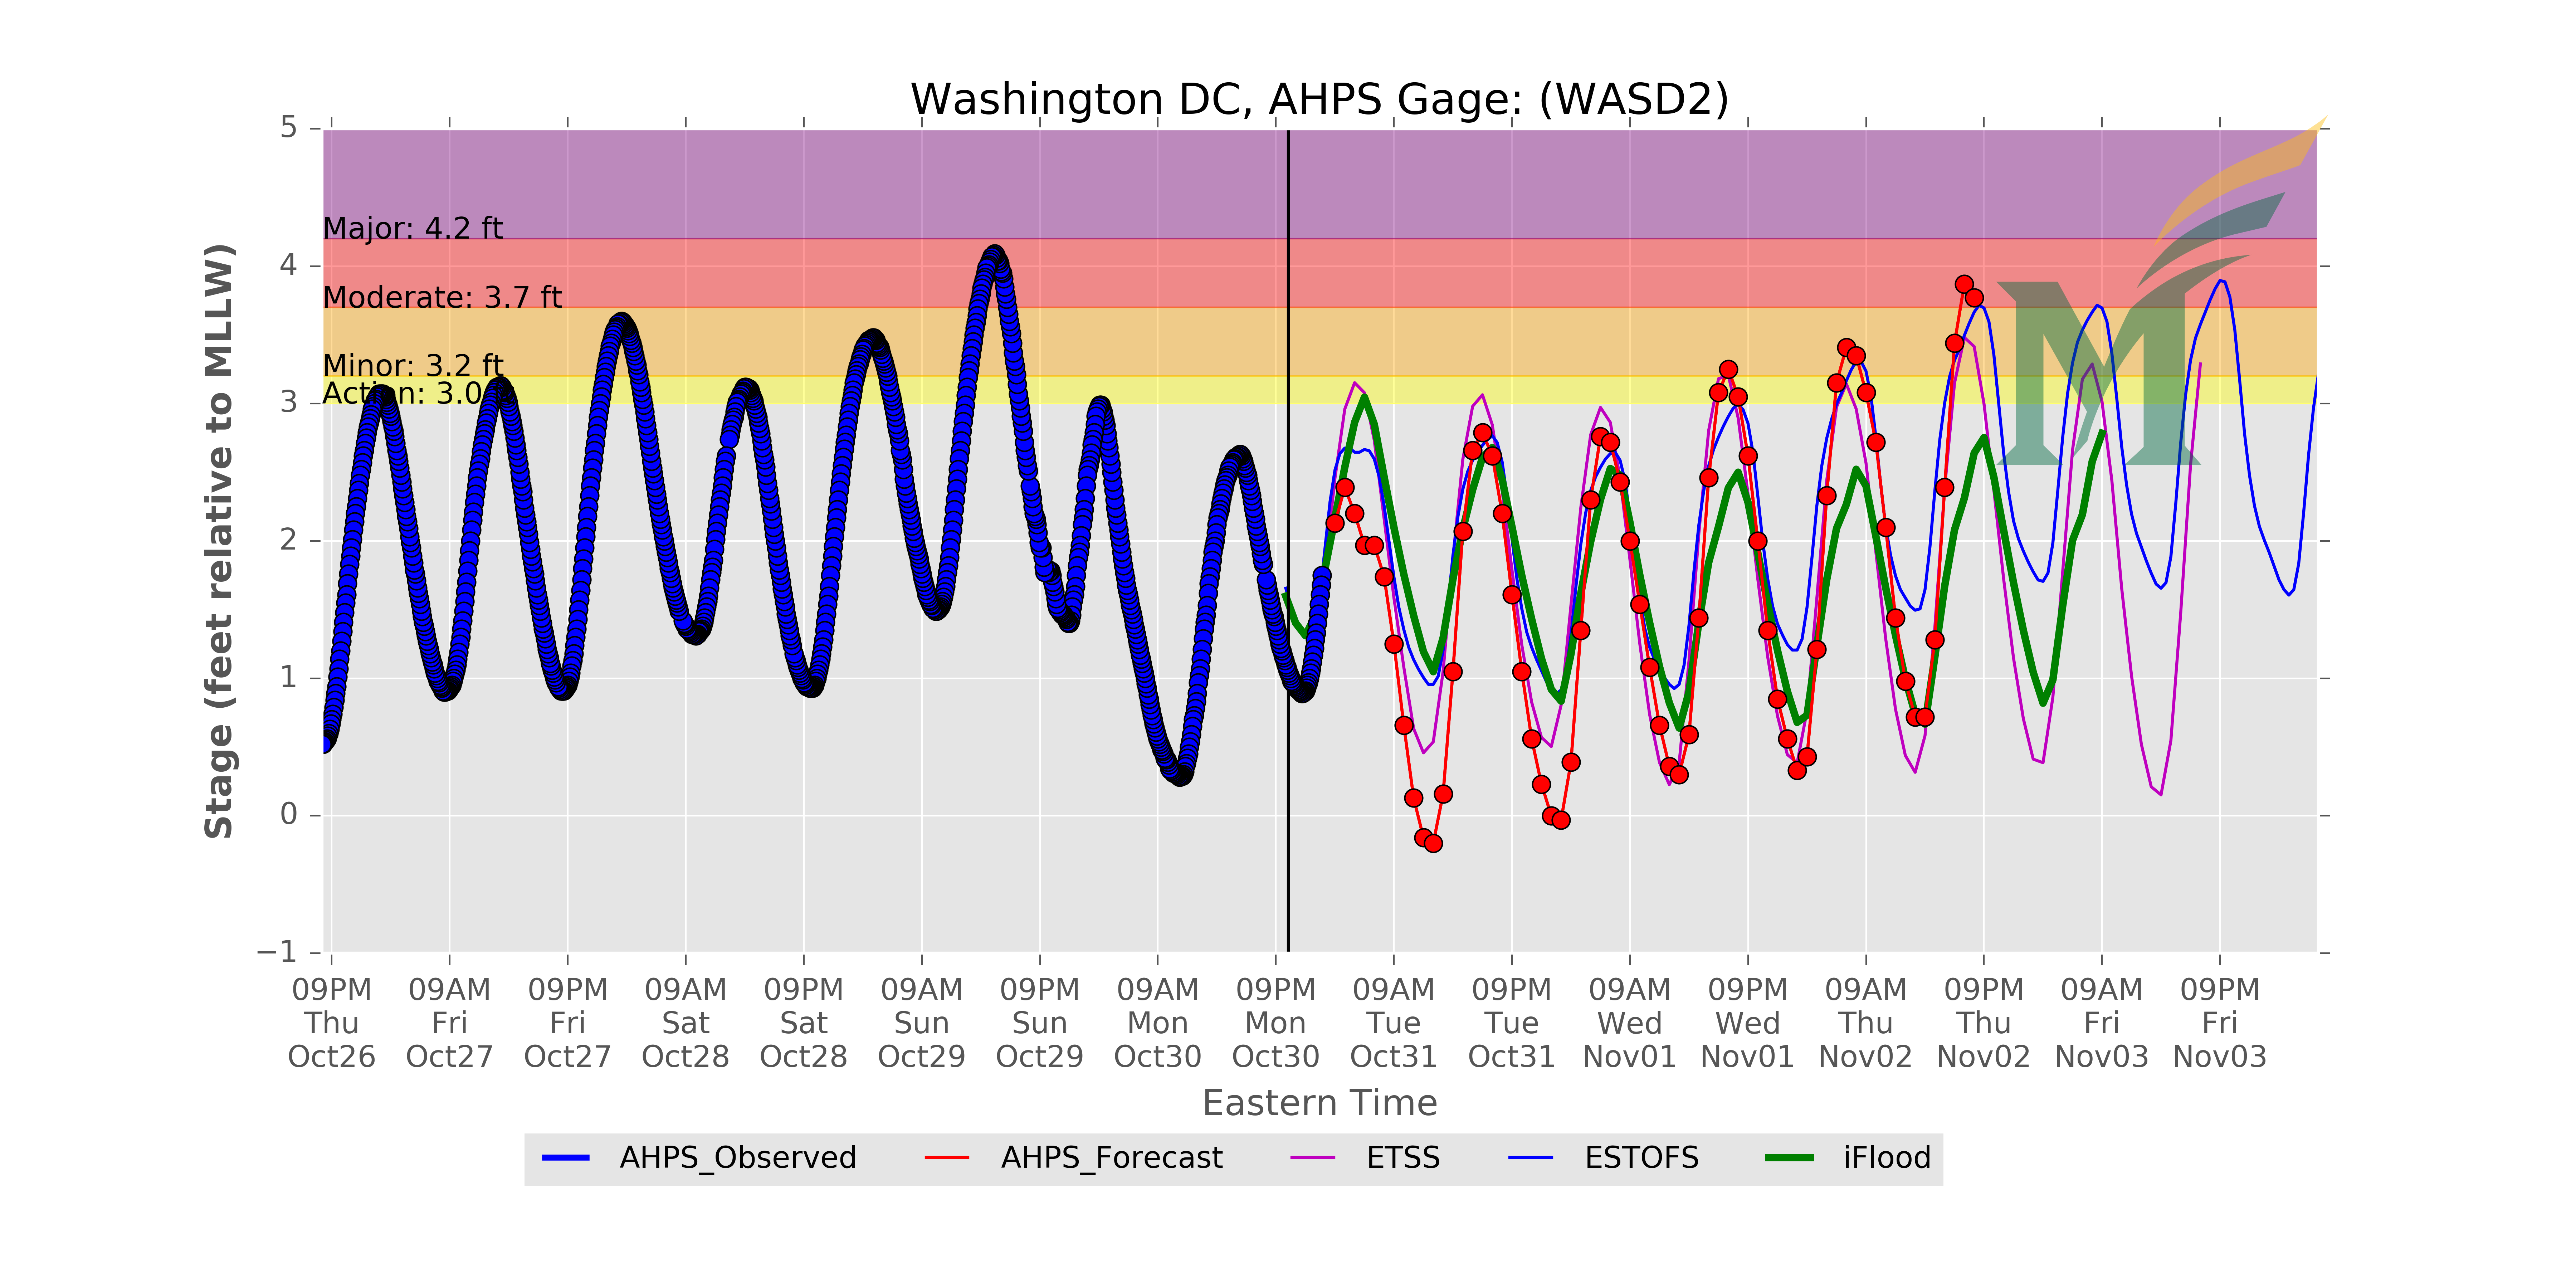 Washington DC, AHPS Gage: (WASD2)
5
4
3
2
1
0
−1
Stage (feet relative to MLLW)
Major: 4.2 ft
Moderate: 3.7 ft
Minor: 3.2 ft
Action: 3.0
09PM 09AM 09PM 09AM 09PM 09AM 09PM 09AM 09PM 09AM 09PM 09AM 09PM 09AM 09PM 09AM 09PM
Thu Fri Fri Sat Sat Sun Sun Mon Mon Tue Tue Wed Wed Thu Thu Fri Fri
Oct26 Oct27 Oct27 Oct28 Oct28 Oct29 Oct29 Oct30 Oct30 Oct31 Oct31 Nov01 Nov01 Nov02 Nov02 Nov03 Nov03
Eastern Time
AHPS_Observed AHPS_Forecast ETSS ESTOFS iFlood